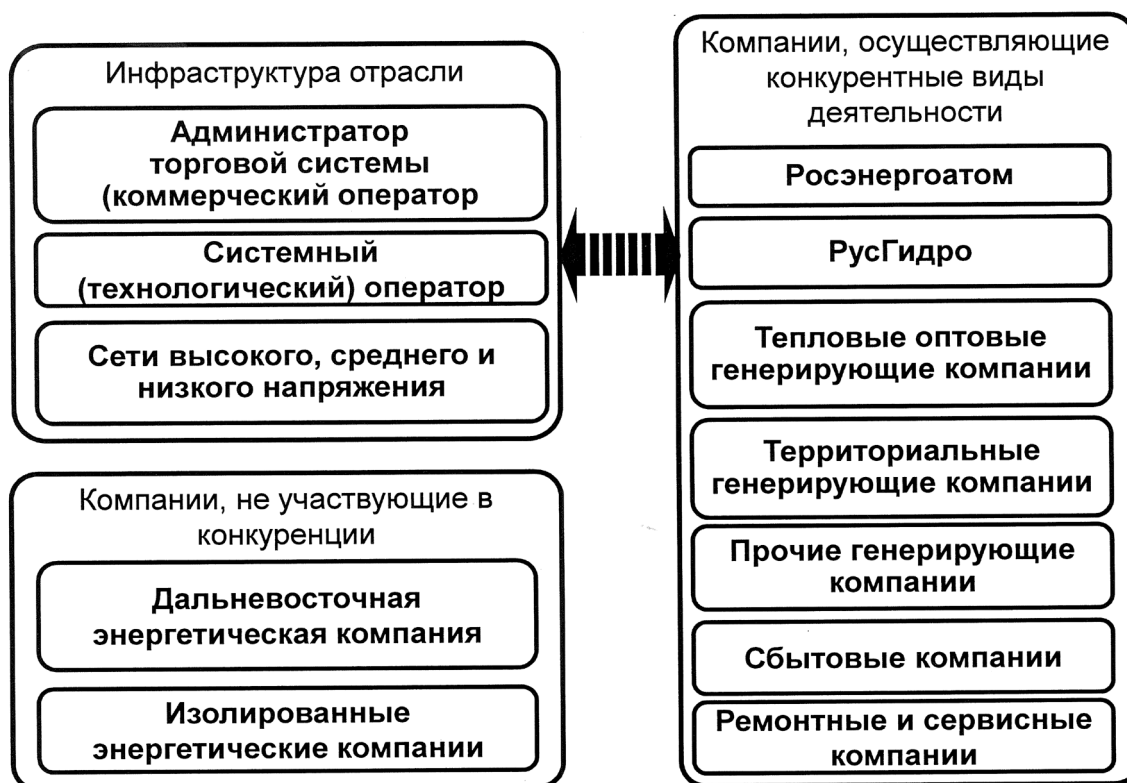 Инфраструктура отрасли
Администратор
торговой системы
(коммерческий оператор
Системный
(технологический) оператор
Сети высокого, среднего и
низкого напряжения
Компании, не участвующие в
конкуренции
Дальневосточная
энергетическая компания
Изолированные
энергетические компании
Компании, осуществляющие
конкурентные виды
деятельности
Росэнергоатом
РусГидро
Тепловые оптовые
генерирующие компании
Территориальные
генерирующие компании
Прочие генерирующие
компании
Сбытовые компании
Ремонтные и сервисные
компании